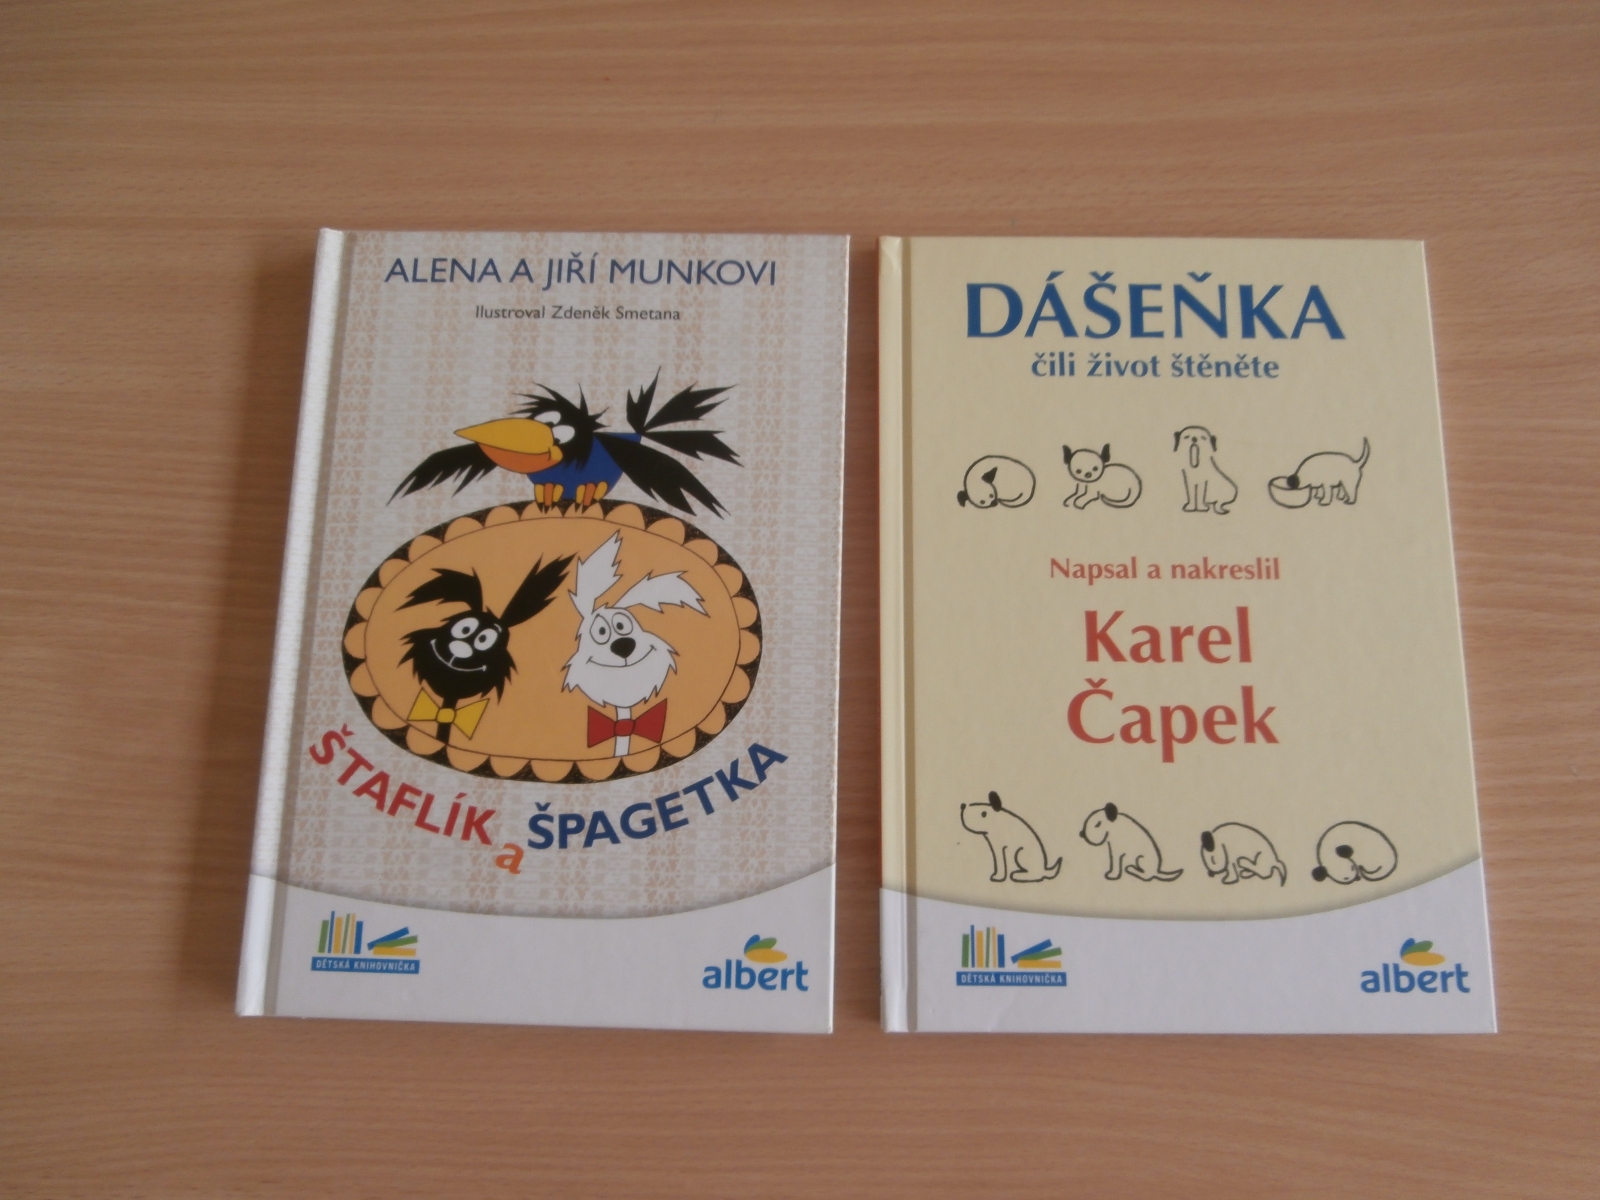 ALENA A JIŘÍ MUNKOVI
Ilustroval Zdeněk Smetana
ŠTAFLÍK a ŠPAGETKA
DĚTSKÁ KNIHOVNIČKA
albert
DÁŠEŇKA
čili život štěněte
Napsal a nakreslil
Karel
Čapek
DĚTSKÁ KNIHOVNIČKA
albert